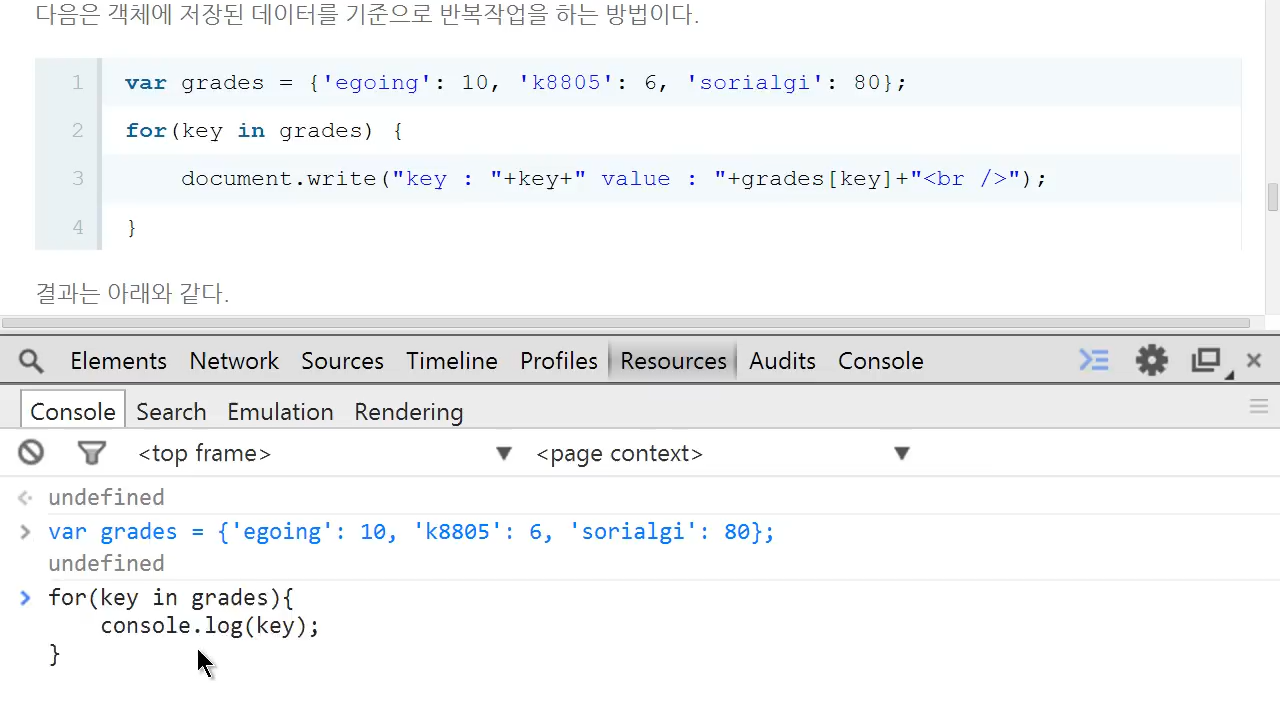 다음은 객체에 저장된 데이터를 기준으로 반복작업을 하는 방법이다.
1 var grades = {'egoing': 10, 'k8805': 6, 'sorialgi': 80};
2 for(key in grades) {
3     document.write("key : "+key+" value : "+grades[key]+"<br />");
4 }
결과는 아래와 같다.
Elements Network Sources Timeline Profiles Resources Audits Console
Console Search Emulation Rendering
<top frame> <page context>
undefined
var grades = {'egoing': 10, 'k8805': 6, 'sorialgi': 80};
undefined
for(key in grades){
    console.log(key);
}